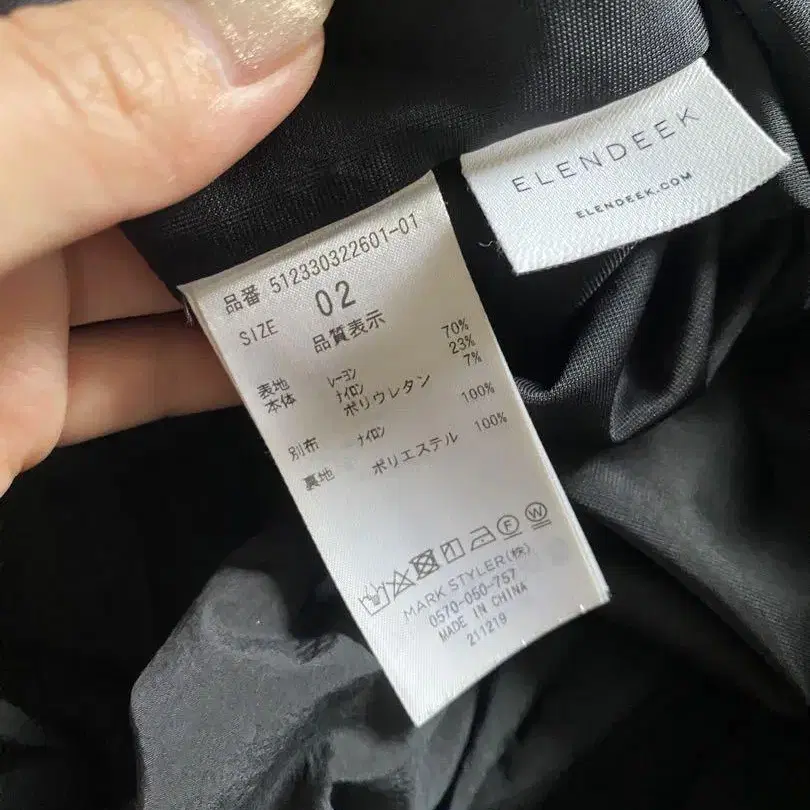 ELENDEEK
ELENDEEK.COM
品番 512330322601-01
SIZE 02
品質表示
表地 レーヨン 70%
本体 ナイロン 23%
ポリウレタン 7%
別布 ナイロン 100%
裏地 ポリエステル 100%
F W
MARK STYLER(株)
0570-050-757
MADE IN CHINA
211219